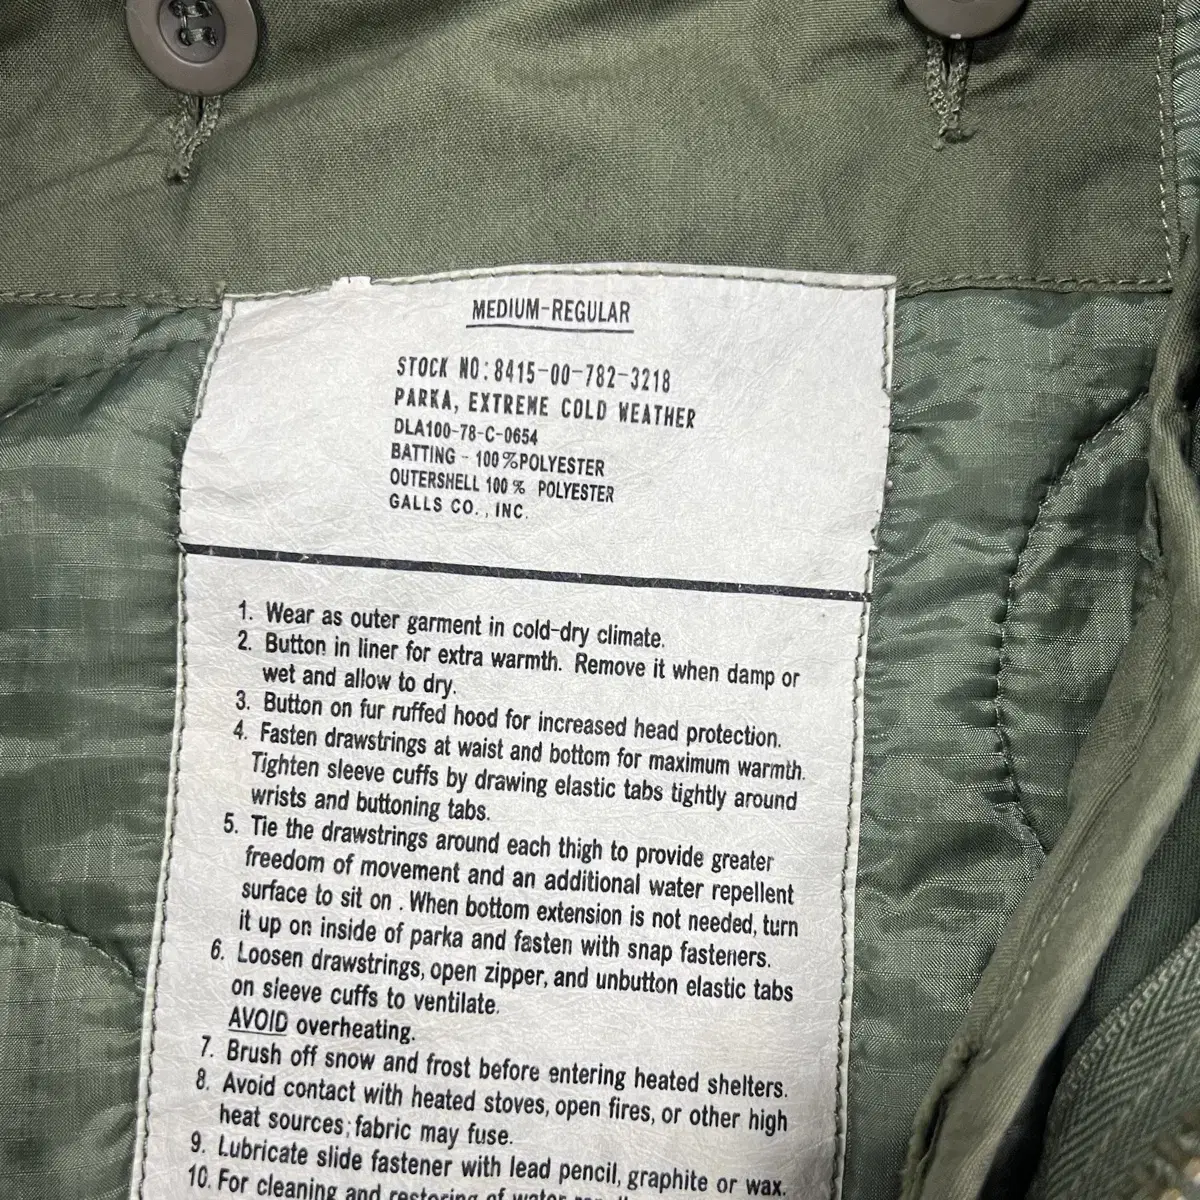 MEDIUM-REGULAR
STOCK NO:8415-00-782-3218
PARKA, EXTREME COLD WEATHER
DLA100-78-C-0654
BATTING - 100%POLYESTER
OUTERSHELL 100% POLYESTER
GALLS CO., INC.
1. Wear as outer garment in cold-dry climate.
2. Button in liner for extra warmth. Remove it when damp or
wet and allow to dry.
3. Button on fur ruffed hood for increased head protection.
4. Fasten drawstrings at waist and bottom for maximum warmth.
Tighten sleeve cuffs by drawing elastic tabs tightly around
wrists and buttoning tabs.
5. Tie the drawstrings around each thigh to provide greater
freedom of movement and an additional water repellent
surface to sit on. When bottom extension is not needed, turn
it up on inside of parka and fasten with snap fasteners.
6. Loosen drawstrings, open zipper, and unbutton elastic tabs
on sleeve cuffs to ventilate.
AVOID overheating.
7. Brush off snow and frost before entering heated shelters.
8. Avoid contact with heated stoves, open fires, or other high
heat sources; fabric may fuse.
9. Lubricate slide fastener with lead pencil, graphite or wax.
10. For cleaning and restoring of water